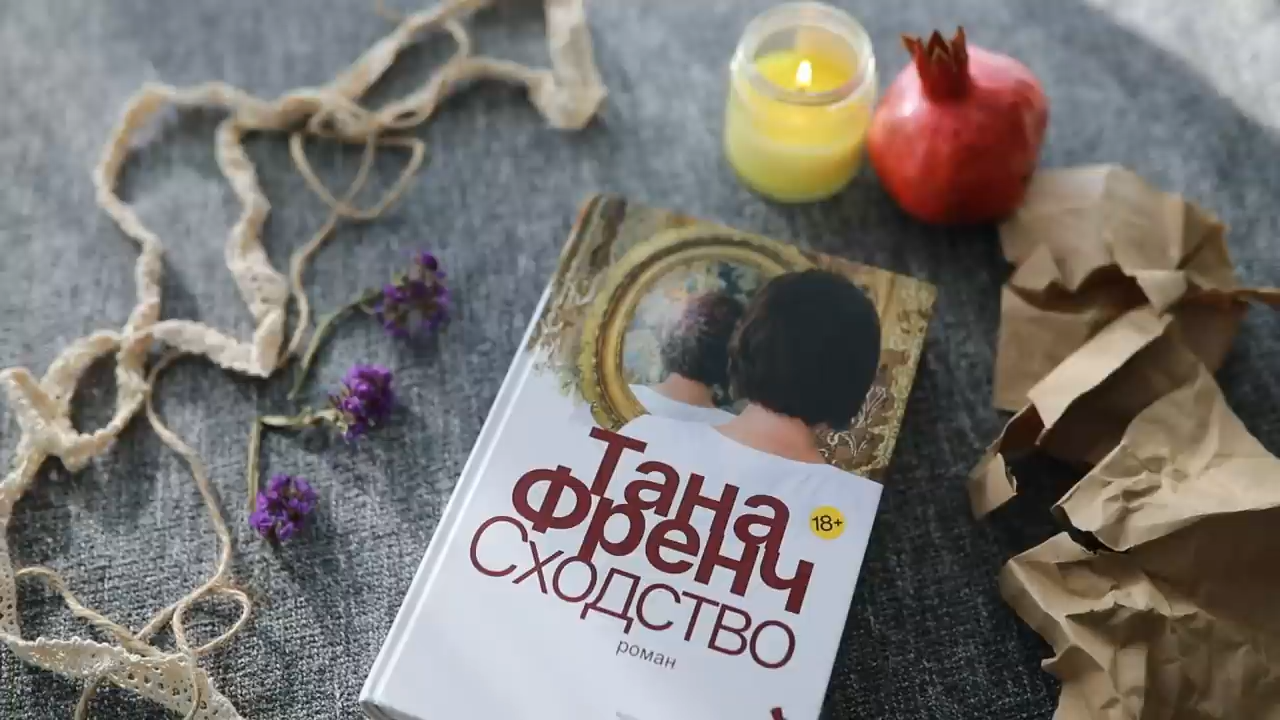 Тана
Френч
18+
Сходство
роман